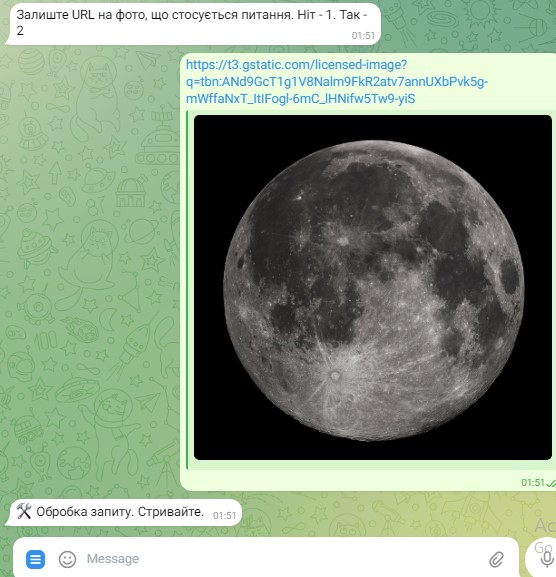 Залиште URL на фото, що стосується питання. Ніт - 1. Так -
2
01:51
https://t3.gstatic.com/licensed-image?
q=tbn:ANd9GcT1g1V8Nalm9FkR2atv7annUXbPvk5g-
mWffaNxT_ItIFogl-6mC_lHNifw5Tw9-yiS
01:51
🛠 Обробка запиту. Стривайте.
01:51
Ac
Message
Go